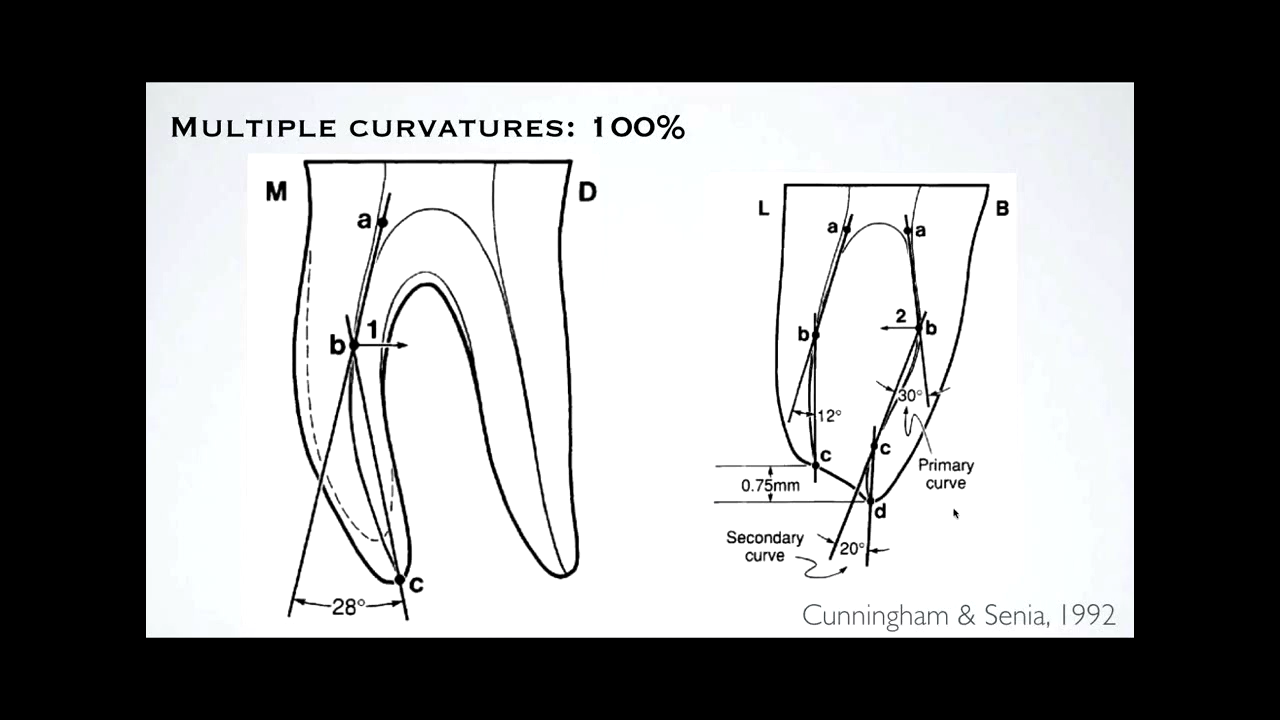 MULTIPLE CURVATURES: 100%
M
D
a
b
1
c
28°
L
B
a
a
b
2
b
30°
12°
c
c
Primary
curve
0.75mm
d
Secondary
curve
20°
Cunningham & Senia, 1992